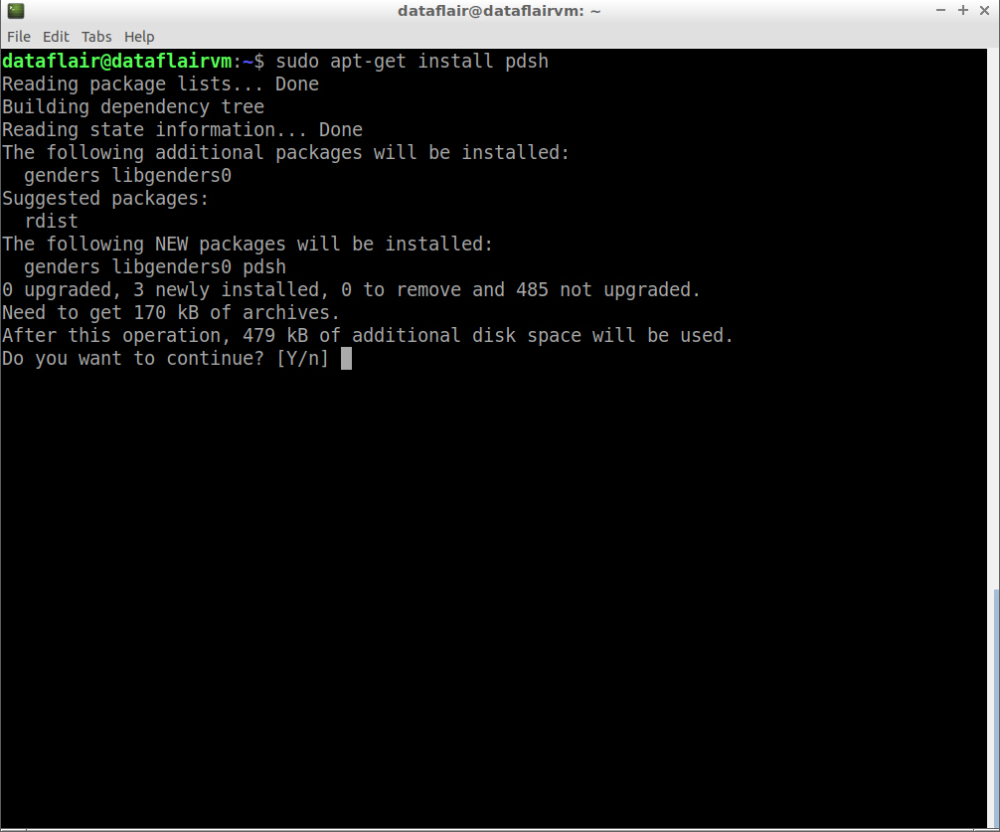 dataflair@dataflairvm: ~
File Edit Tabs Help
dataflair@dataflairvm:~$ sudo apt-get install pdsh
Reading package lists... Done
Building dependency tree
Reading state information... Done
The following additional packages will be installed:
  genders libgenders0
Suggested packages:
  rdist
The following NEW packages will be installed:
  genders libgenders0 pdsh
0 upgraded, 3 newly installed, 0 to remove and 485 not upgraded.
Need to get 170 kB of archives.
After this operation, 479 kB of additional disk space will be used.
Do you want to continue? [Y/n]